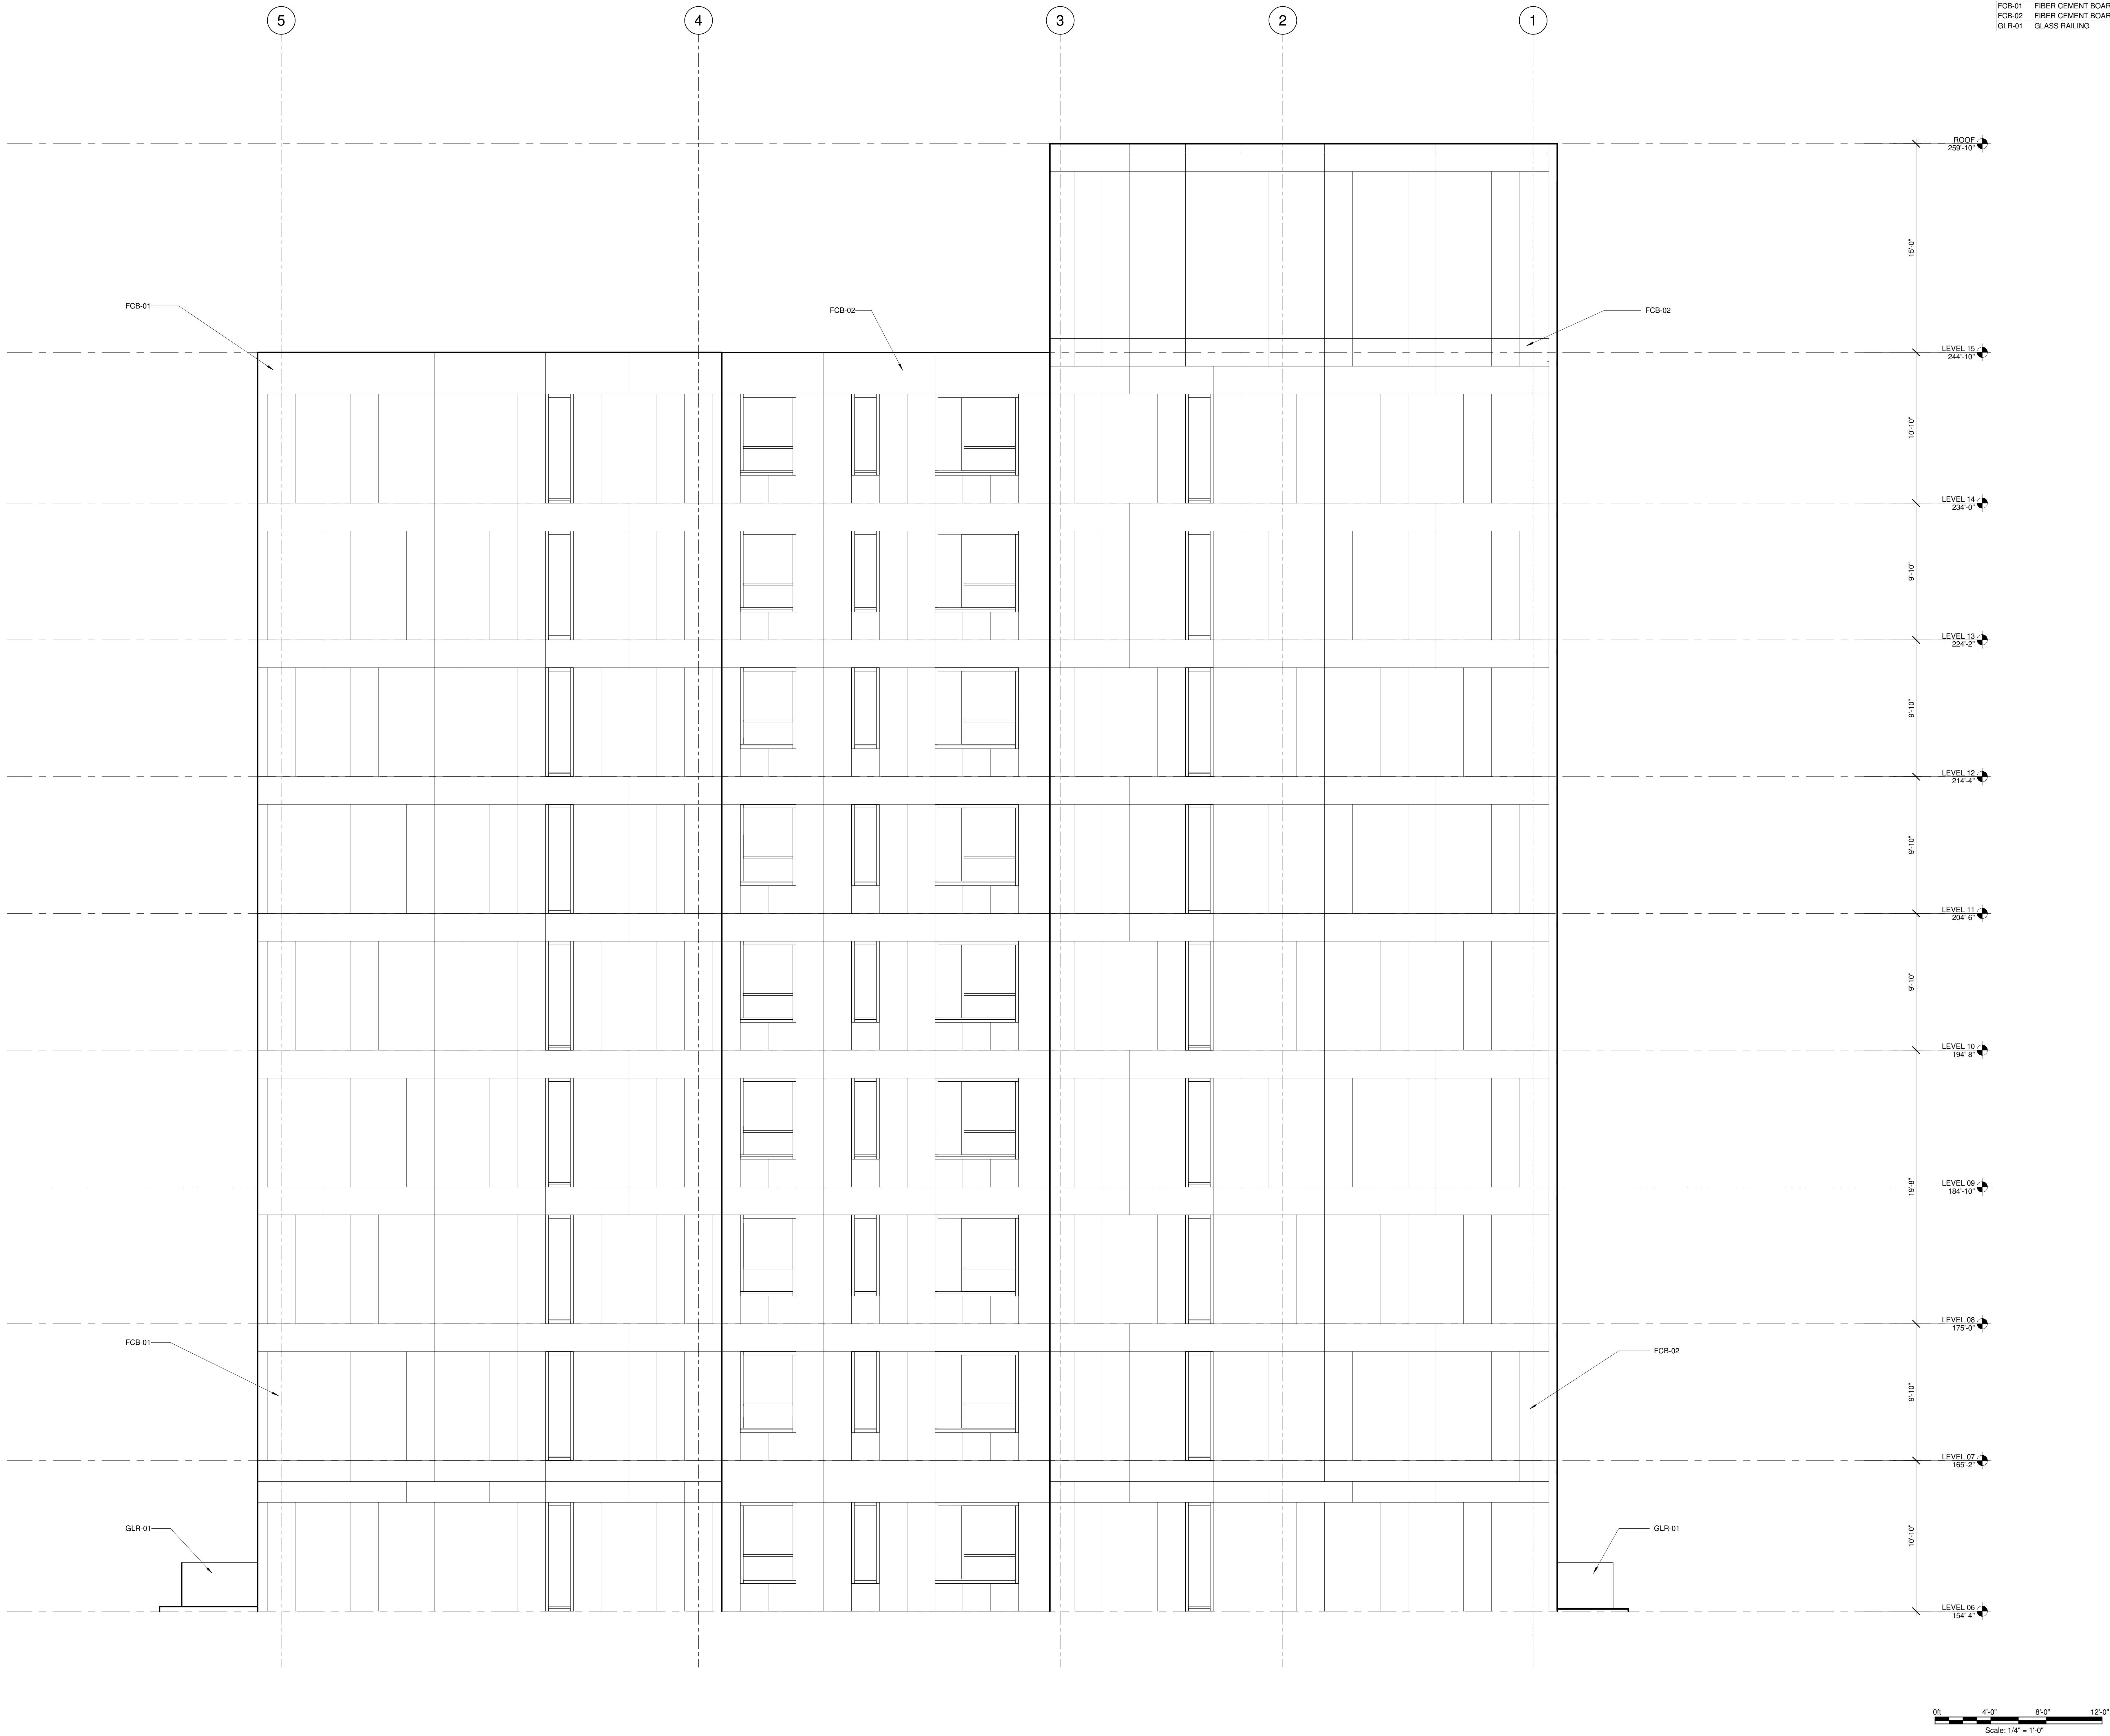 5
4
3
2
1
FCB-01 FIBER CEMENT BOAR
FCB-02 FIBER CEMENT BOAR
GLR-01 GLASS RAILING
ROOF
259'-10"
15'-0"
FCB-01
FCB-02
FCB-02
LEVEL 15
244'-10"
10'-10"
LEVEL 14
234'-0"
9'-10"
LEVEL 13
224'-2"
9'-10"
LEVEL 12
214'-4"
9'-10"
LEVEL 11
204'-6"
9'-10"
LEVEL 10
194'-8"
19'-8"
LEVEL 09
184'-10"
LEVEL 08
175'-0"
FCB-01
FCB-02
9'-10"
LEVEL 07
165'-2"
GLR-01
GLR-01
10'-10"
LEVEL 06
154'-4"
0ft 4'-0" 8'-0" 12'-0"
Scale: 1/4" = 1'-0"